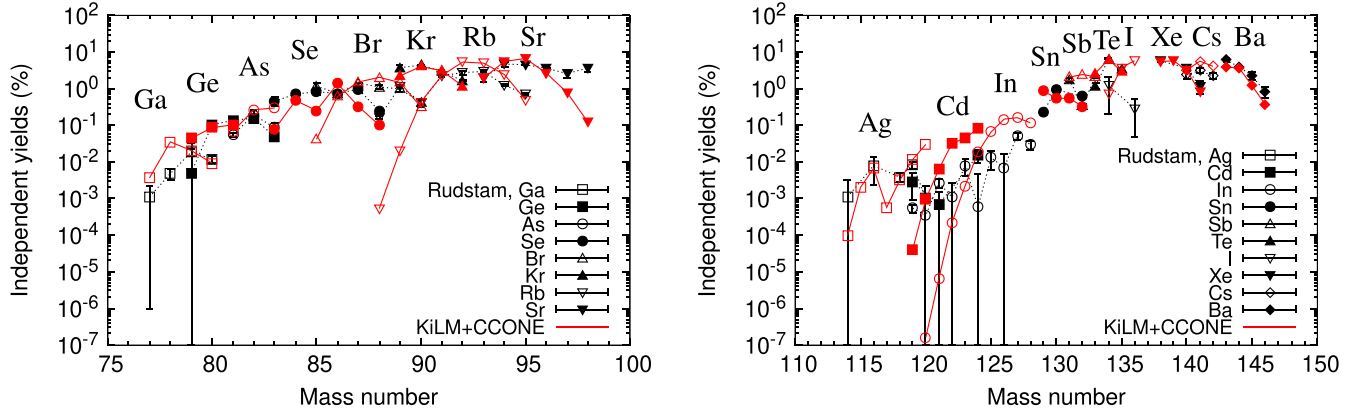 10^2
10^1
10^0
10^-1
10^-2
10^-3
10^-4
10^-5
10^-6
10^-7
Independent yields (%)
Ga
Ge
As
Se
Br
Kr
Rb
Sr
Rudstam, Ga
Ge
As
Se
Br
Kr
Rb
Sr
KiLM+CCONE
75 80 85 90 95 100
Mass number
10^2
10^1
10^0
10^-1
10^-2
10^-3
10^-4
10^-5
10^-6
10^-7
Independent yields (%)
Ag
Cd
In
Sn
Sb
Te
I
Xe
Cs
Ba
Rudstam, Ag
Cd
In
Sn
Sb
Te
I
Xe
Cs
Ba
KiLM+CCONE
110 115 120 125 130 135 140 145 150
Mass number